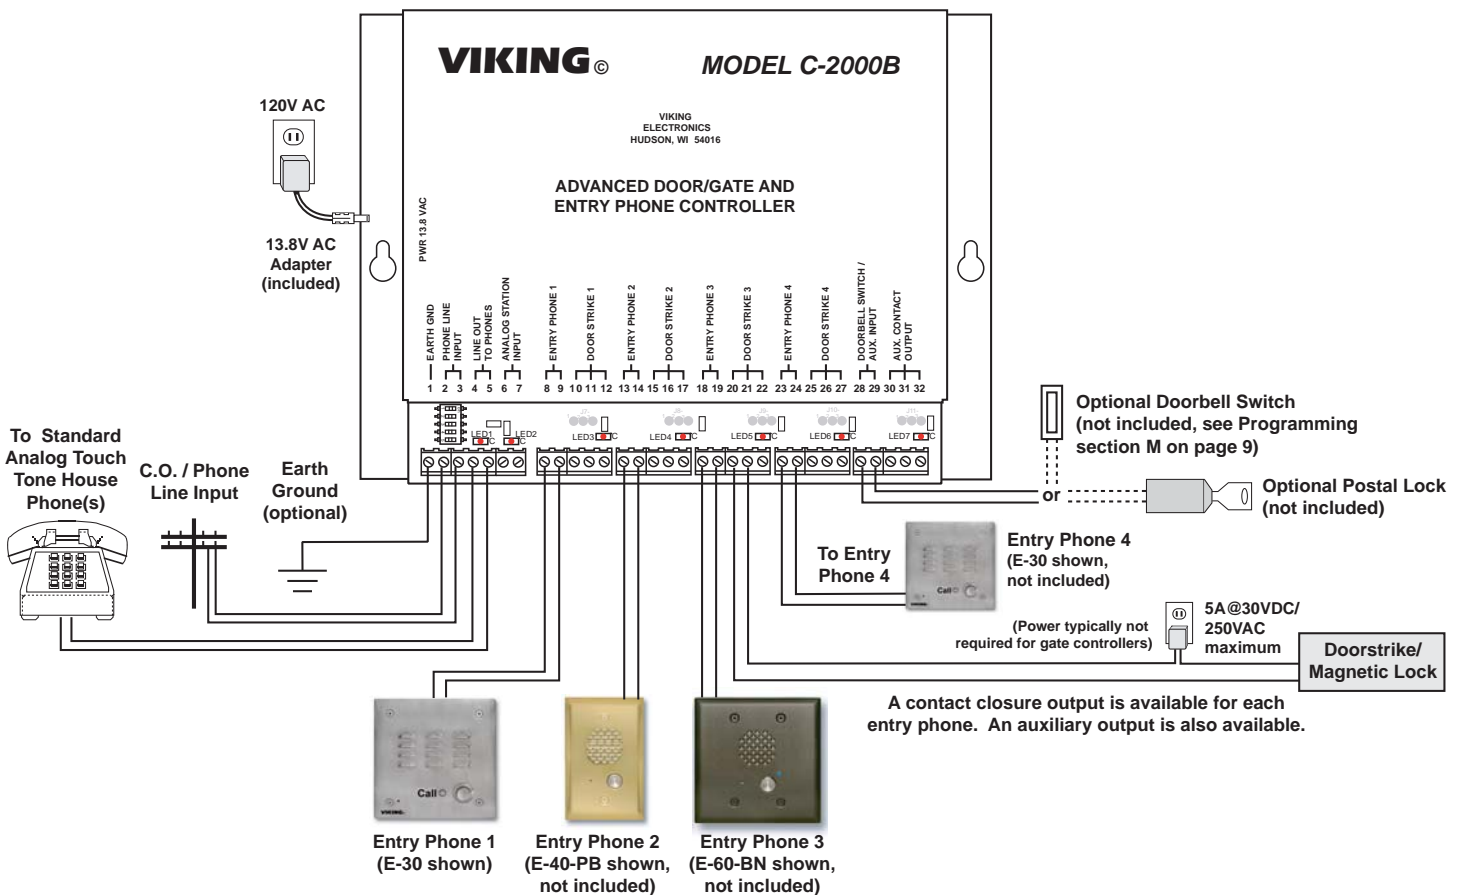 VIKING ©
MODEL C-2000B
VIKING
ELECTRONICS
HUDSON, WI 54016
ADVANCED DOOR/GATE AND
ENTRY PHONE CONTROLLER
120V AC
13.8V AC
Adapter
(included)
PWR 13.8 VAC
EARTH GND
PHONE LINE
INPUT
LINE OUT
TO PHONES
ANALOG STATION
INPUT
ENTRY PHONE 1
DOOR STRIKE 1
ENTRY PHONE 2
DOOR STRIKE 2
ENTRY PHONE 3
DOOR STRIKE 3
ENTRY PHONE 4
DOOR STRIKE 4
DOORBELL SWITCH /
AUX. INPUT
AUX. CONTACT
OUTPUT
1 2 3 4 5 6 7 8 9 10 11 12 13 14 15 16 17 18 19 20 21 22 23 24 25 26 27 28 29 30 31 32
LED1
LED2
LED3
LED4
LED5
LED6
LED7
To Standard
Analog Touch
Tone House
Phone(s)
C.O. / Phone
Line Input
Earth
Ground
(optional)
Optional Doorbell Switch
(not included, see Programming
section M on page 9)
or
Optional Postal Lock
(not included)
To Entry
Phone 4
Call
Entry Phone 4
(E-30 shown,
not included)
(Power typically not
required for gate controllers)
5A@30VDC/
250VAC
maximum
Doorstrike/
Magnetic Lock
A contact closure output is available for each
entry phone. An auxiliary output is also available.
Call
VIKING
Entry Phone 1
(E-30 shown)
Entry Phone 2
(E-40-PB shown,
not included)
Entry Phone 3
(E-60-BN shown,
not included)